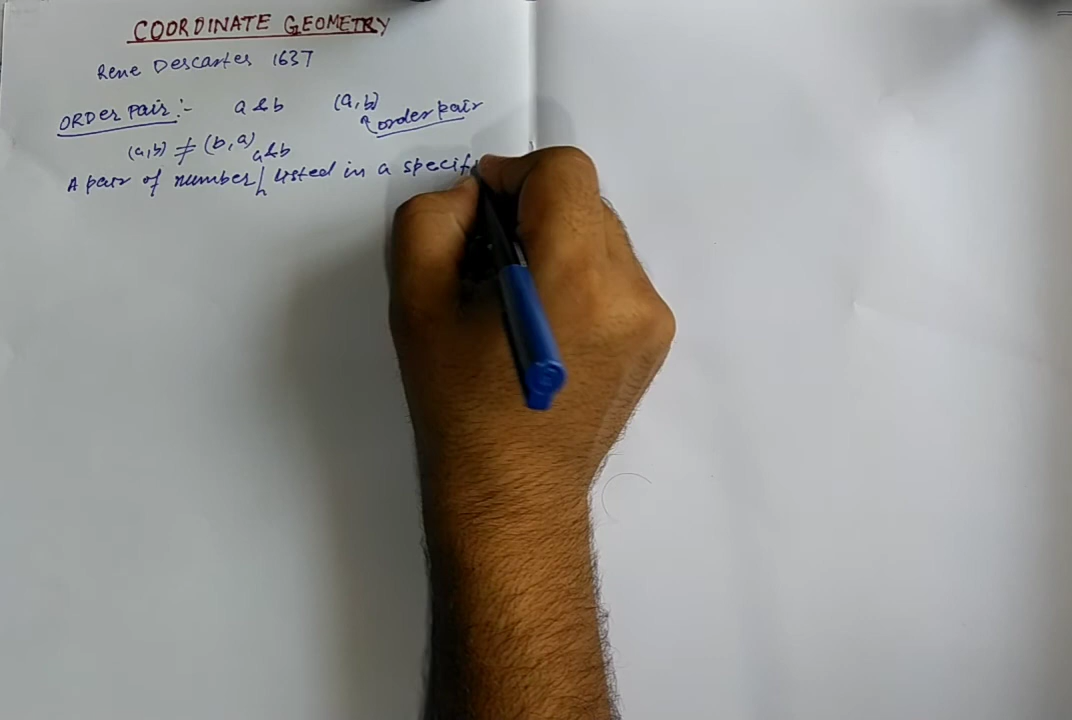 COORDINATE GEOMETRY
Rene Descartes 1637
ORDER PAIR :- a & b (a, b)
order pair
(a,b) ≠ (b, a)
a & b
A pair of number listed in a specif